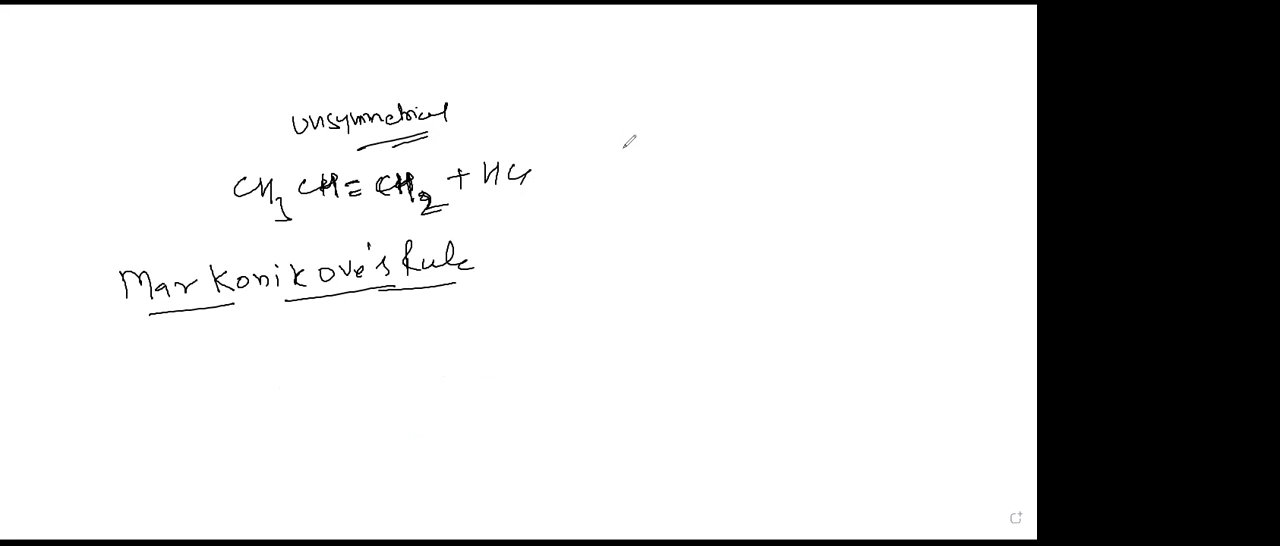 unsymmetrical
CH3 CH = CH2 + HCl
Markonikove's Rule